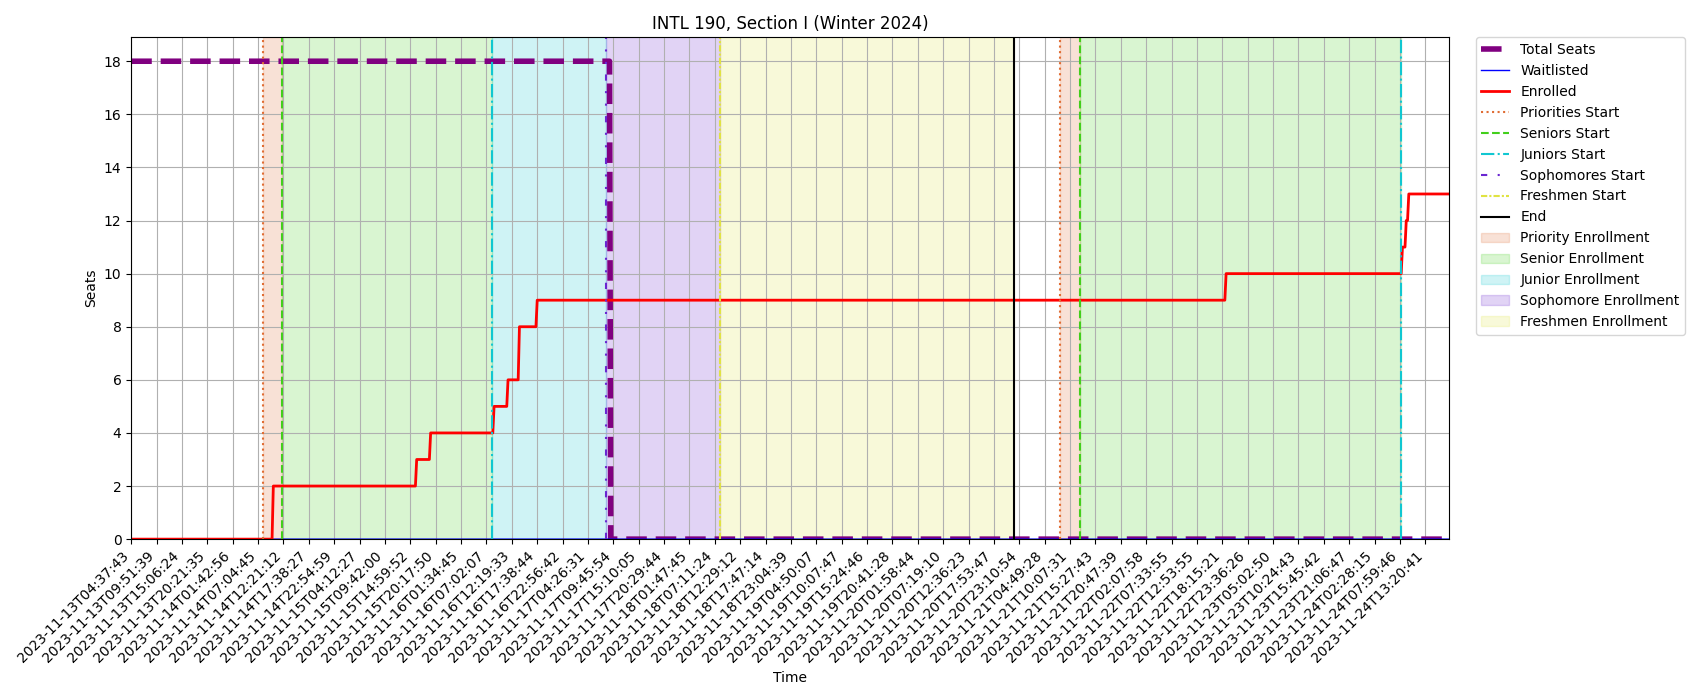 INTL 190, Section I (Winter 2024)
Seats
18
16
14
12
10
8
6
4
2
0
2023-11-13T04:37:43
2023-11-13T09:51:39
2023-11-13T15:06:24
2023-11-13T20:21:35
2023-11-14T01:42:56
2023-11-14T07:04:45
2023-11-14T12:21:12
2023-11-14T17:38:27
2023-11-14T22:54:59
2023-11-15T04:12:27
2023-11-15T09:42:00
2023-11-15T14:59:52
2023-11-15T20:17:50
2023-11-16T01:34:45
2023-11-16T07:02:07
2023-11-16T12:19:33
2023-11-16T17:38:44
2023-11-16T22:56:42
2023-11-17T04:26:31
2023-11-17T09:45:54
2023-11-17T15:10:05
2023-11-17T20:29:44
2023-11-18T01:47:45
2023-11-18T07:11:24
2023-11-18T12:29:12
2023-11-18T17:47:14
2023-11-18T23:04:39
2023-11-19T04:50:07
2023-11-19T10:07:47
2023-11-19T15:24:46
2023-11-19T20:41:28
2023-11-20T01:58:44
2023-11-20T07:19:10
2023-11-20T12:36:23
2023-11-20T17:53:47
2023-11-20T23:10:54
2023-11-21T04:49:28
2023-11-21T10:07:31
2023-11-21T15:27:43
2023-11-21T20:47:39
2023-11-22T02:07:58
2023-11-22T07:33:55
2023-11-22T12:53:55
2023-11-22T18:15:21
2023-11-22T23:36:26
2023-11-23T05:02:50
2023-11-23T10:24:43
2023-11-23T15:45:42
2023-11-23T21:06:47
2023-11-24T02:28:15
2023-11-24T07:59:46
2023-11-24T13:20:41
Time
Total Seats
Waitlisted
Enrolled
Priorities Start
Seniors Start
Juniors Start
Sophomores Start
Freshmen Start
End
Priority Enrollment
Senior Enrollment
Junior Enrollment
Sophomore Enrollment
Freshmen Enrollment